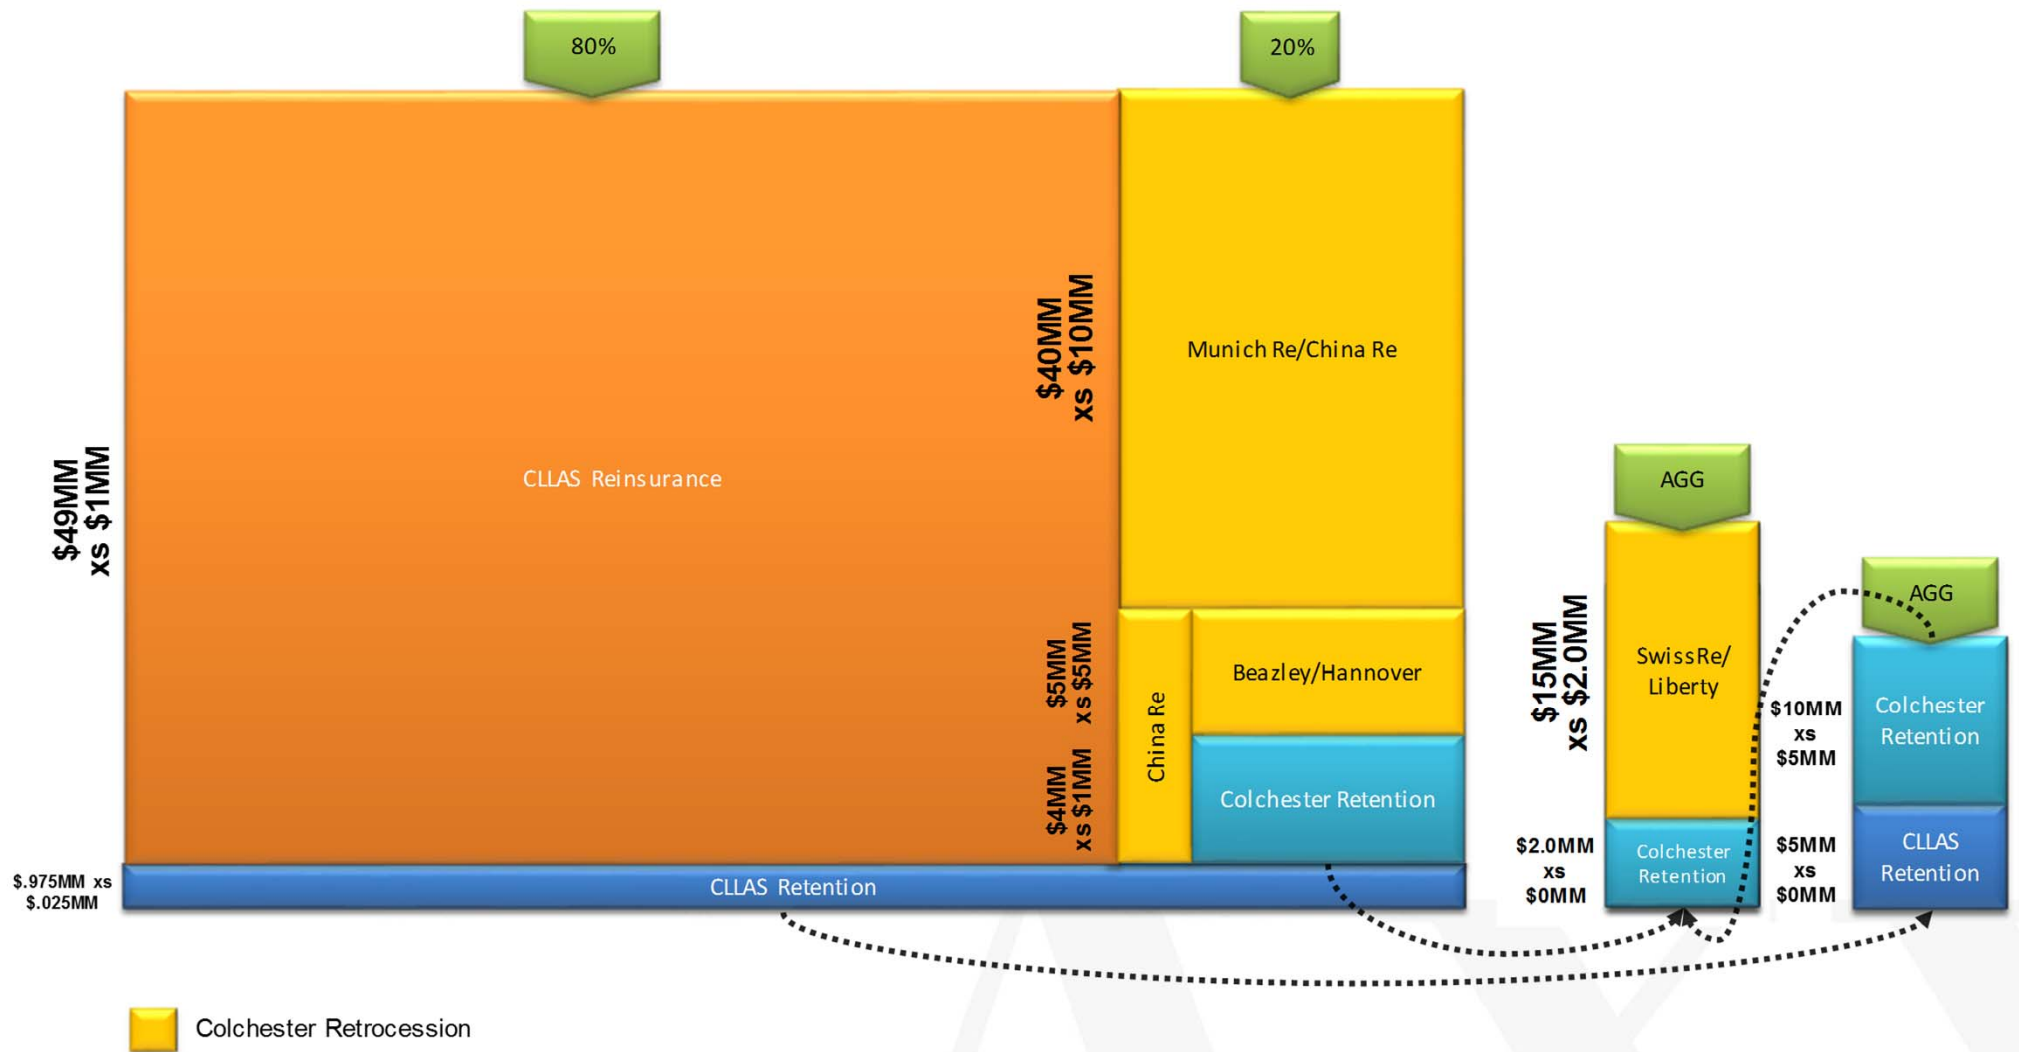 80%
20%
$49MM
xs $1MM
CLLAS Reinsurance
$40MM
xs $10MM
Munich Re/China Re
$5MM
xs $5MM
$4MM
xs $1MM
China Re
Beazley/Hannover
Colchester Retention
$.975MM xs
$.025MM
CLLAS Retention
AGG
$15MM
xs $2.0MM
SwissRe/
Liberty
$2.0MM
xs
$0MM
Colchester
Retention
AGG
$10MM
xs
$5MM
Colchester
Retention
$5MM
xs
$0MM
CLLAS
Retention
Colchester Retrocession